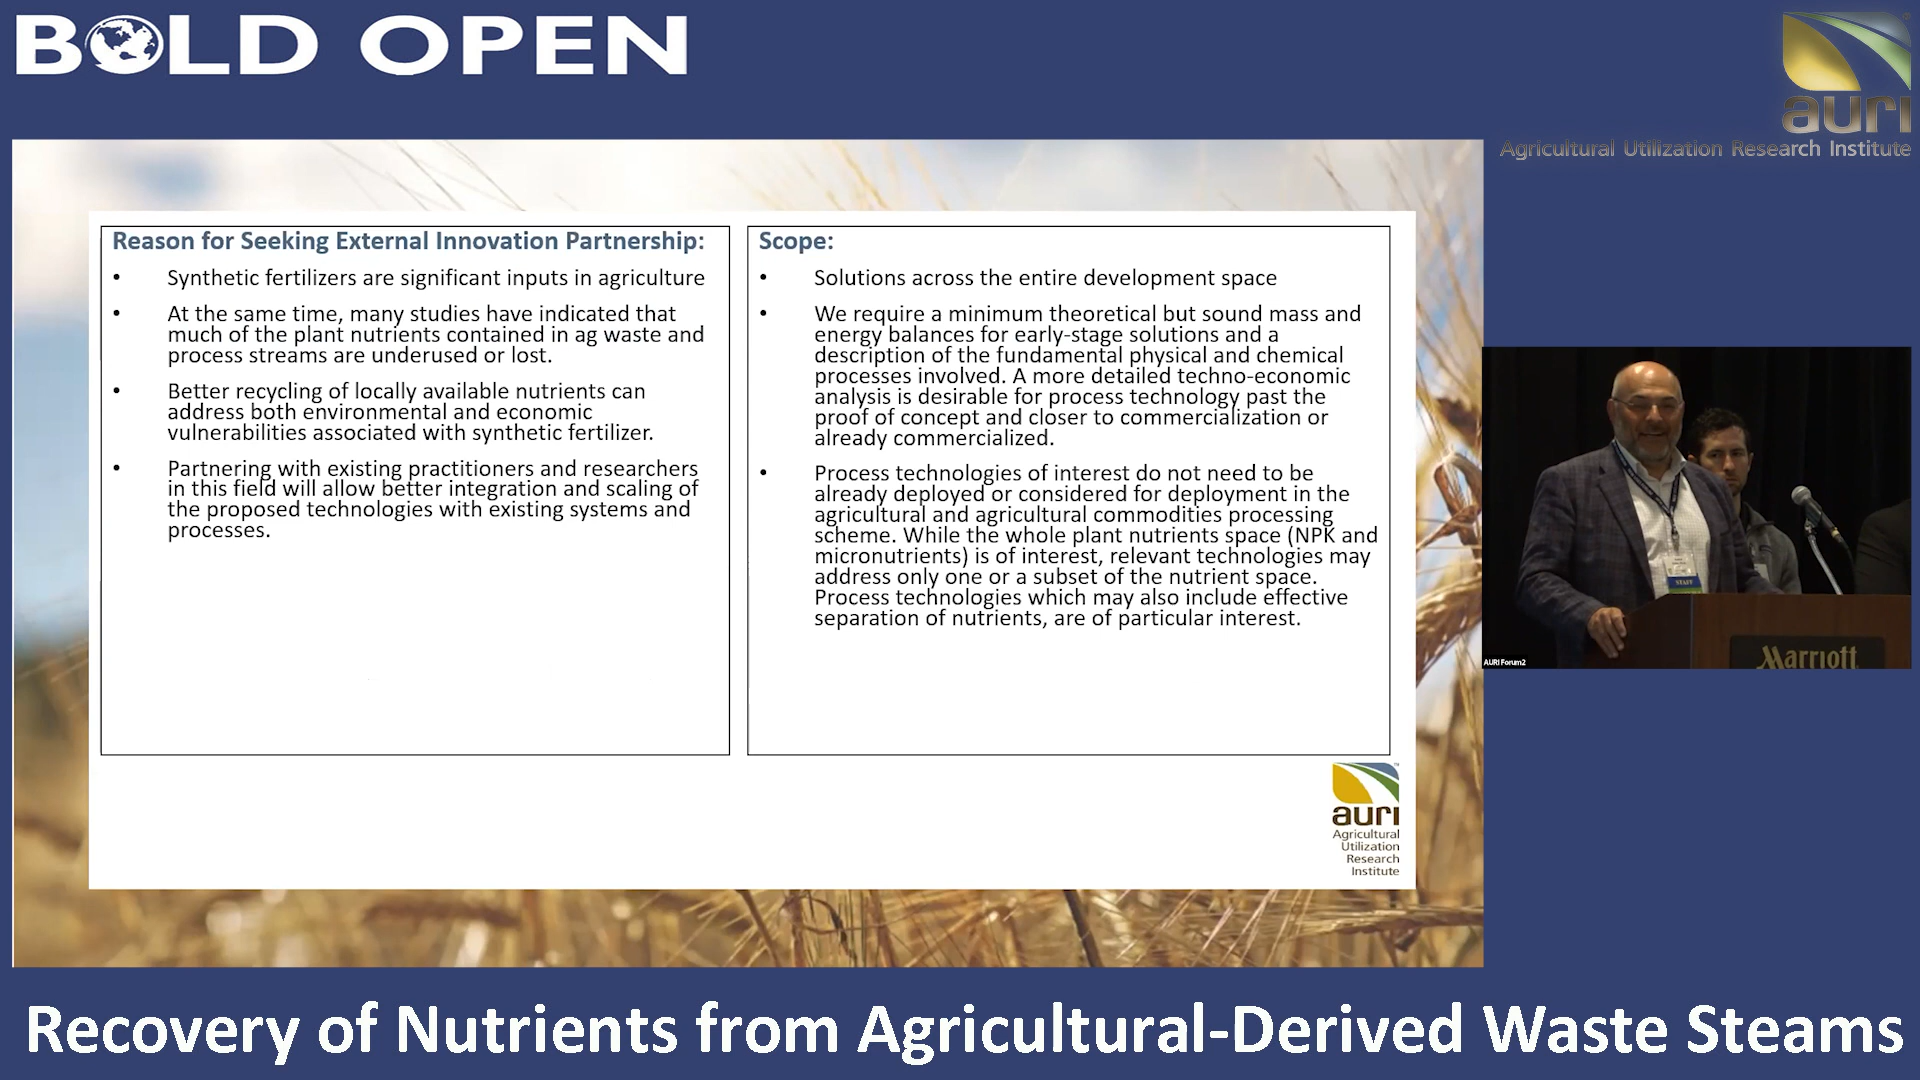 BOLD OPEN
auri
Agricultural Utilization Research Institute
Reason for Seeking External Innovation Partnership:
• Synthetic fertilizers are significant inputs in agriculture
• At the same time, many studies have indicated that
much of the plant nutrients contained in ag waste and
process streams are underused or lost.
• Better recycling of locally available nutrients can
address both environmental and economic
vulnerabilities associated with synthetic fertilizer.
• Partnering with existing practitioners and researchers
in this field will allow better integration and scaling of
the proposed technologies with existing systems and
processes.
Scope:
• Solutions across the entire development space
• We require a minimum theoretical but sound mass and
energy balances for early-stage solutions and a
description of the fundamental physical and chemical
processes involved. A more detailed techno-economic
analysis is desirable for process technology past the
proof of concept and closer to commercialization or
already commercialized.
• Process technologies of interest do not need to be
already deployed or considered for deployment in the
agricultural and agricultural commodities processing
scheme. While the whole plant nutrients space (NPK and
micronutrients) is of interest, relevant technologies may
address only one or a subset of the nutrient space.
Process technologies which may also include effective
separation of nutrients, are of particular interest.
auri
Agricultural
Utilization
Research
Institute
STAFF
Marriott
AURI Forum2
Recovery of Nutrients from Agricultural-Derived Waste Steams